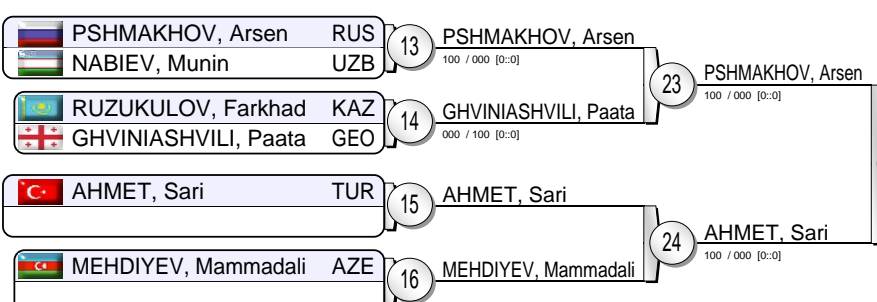 PSHMAKHOV, Arsen RUS
NABIEV, Munin UZB
13
PSHMAKHOV, Arsen
100 / 000 [0::0]
RUZUKULOV, Farkhad KAZ
GHVINIASHVILI, Paata GEO
14
GHVINIASHVILI, Paata
000 / 100 [0::0]
23
PSHMAKHOV, Arsen
100 / 000 [0::0]
AHMET, Sari TUR
15
AHMET, Sari
MEHDIYEV, Mammadali AZE
16
MEHDIYEV, Mammadali
24
AHMET, Sari
100 / 000 [0::0]